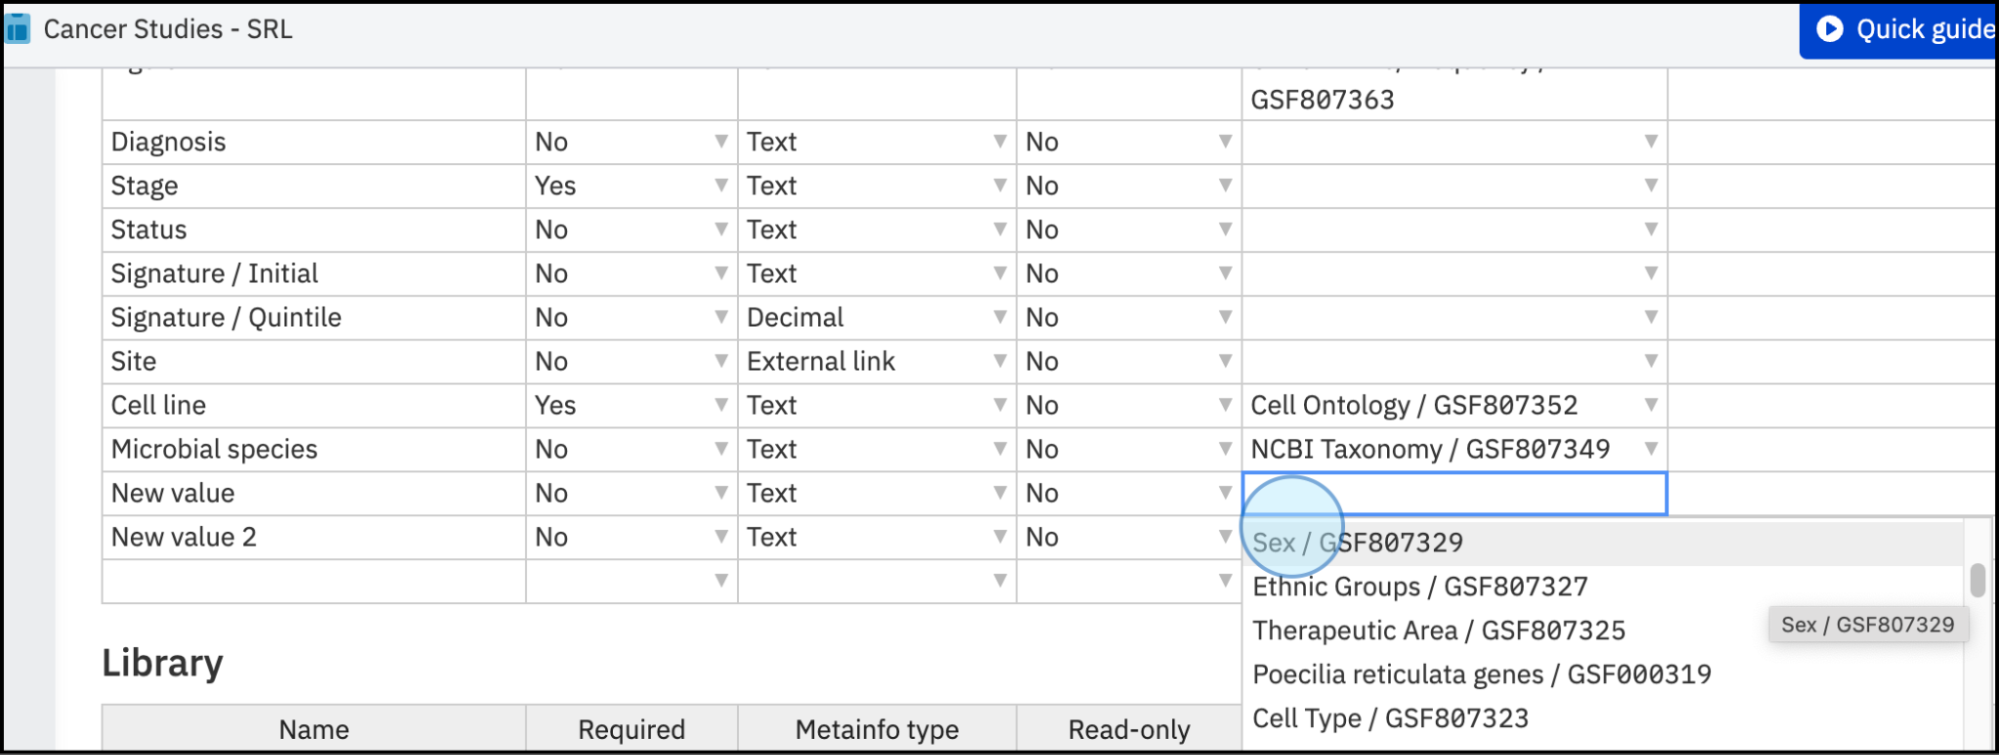 Cancer Studies - SRL
Quick guide
GSF807363
Diagnosis No Text No
Stage Yes Text No
Status No Text No
Signature / Initial No Text No
Signature / Quintile No Decimal No
Site No External link No
Cell line Yes Text No Cell Ontology / GSF807352
Microbial species No Text No NCBI Taxonomy / GSF807349
New value No Text No
New value 2 No Text No
Sex / GSF807329
Ethnic Groups / GSF807327
Therapeutic Area / GSF807325
Sex / GSF807329
Poecilia reticulata genes / GSF000319
Cell Type / GSF807323
Library
Name Required Metainfo type Read-only